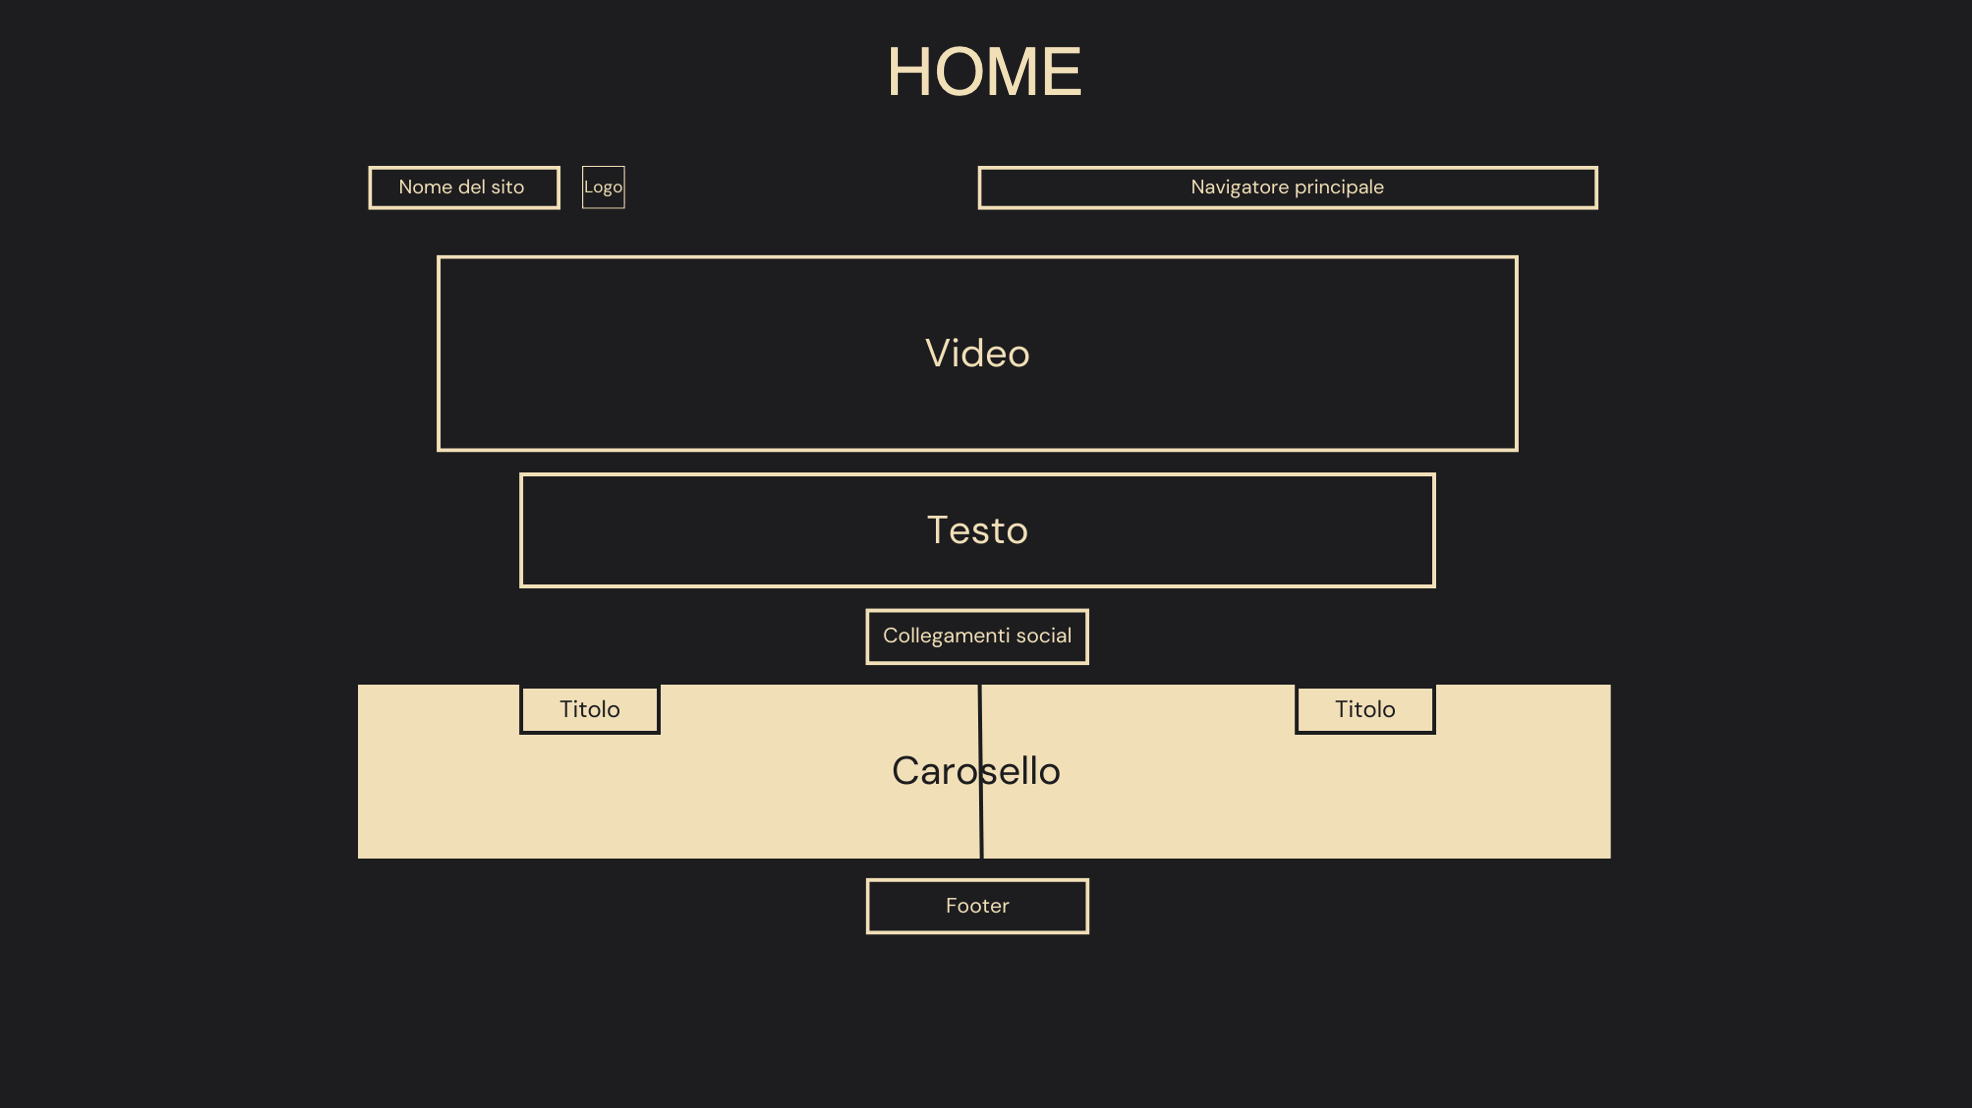 HOME
Nome del sito
Logo
Navigatore principale
Video
Testo
Collegamenti social
Titolo
Titolo
Carosello
Footer